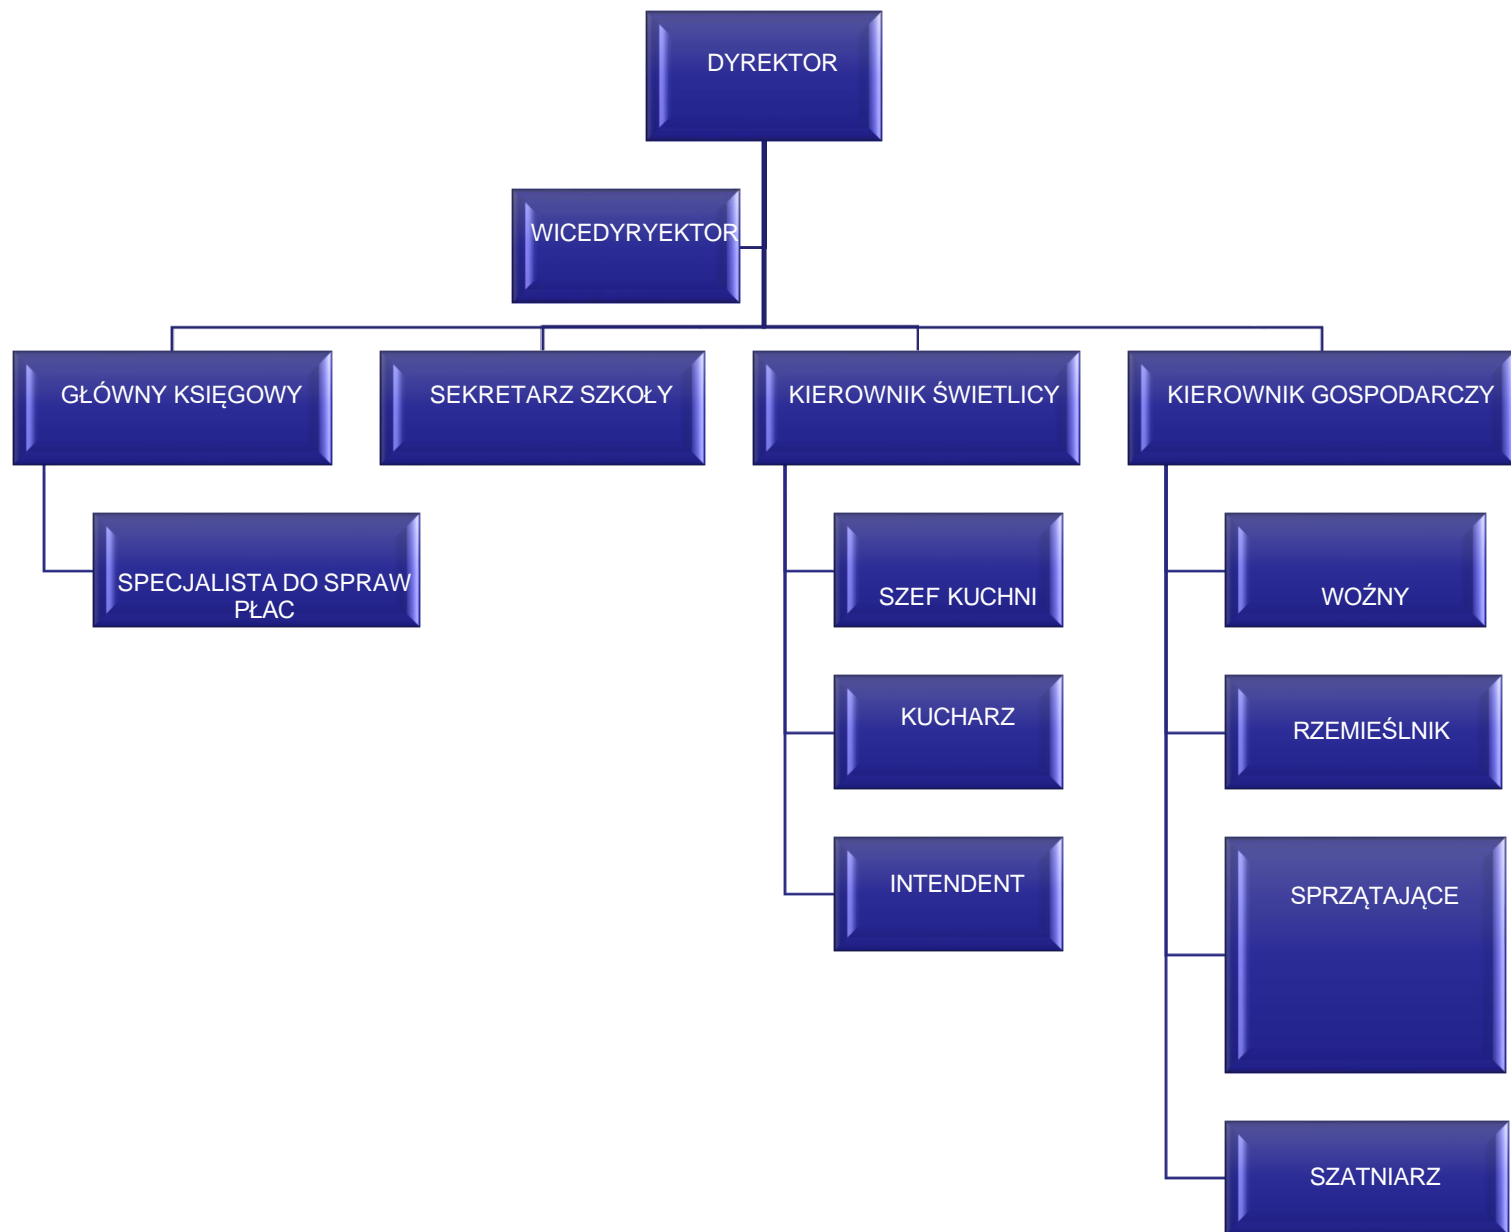 DYREKTOR
WICEDYRYEKTOR
GŁÓWNY KSIĘGOWY
SEKRETARZ SZKOŁY
KIEROWNIK ŚWIETLICY
KIEROWNIK GOSPODARCZY
SPECJALISTA DO SPRAW
PŁAC
SZEF KUCHNI
WOŹNY
KUCHARZ
RZEMIEŚLNIK
INTENDENT
SPRZĄTAJĄCE
SZATNIARZ